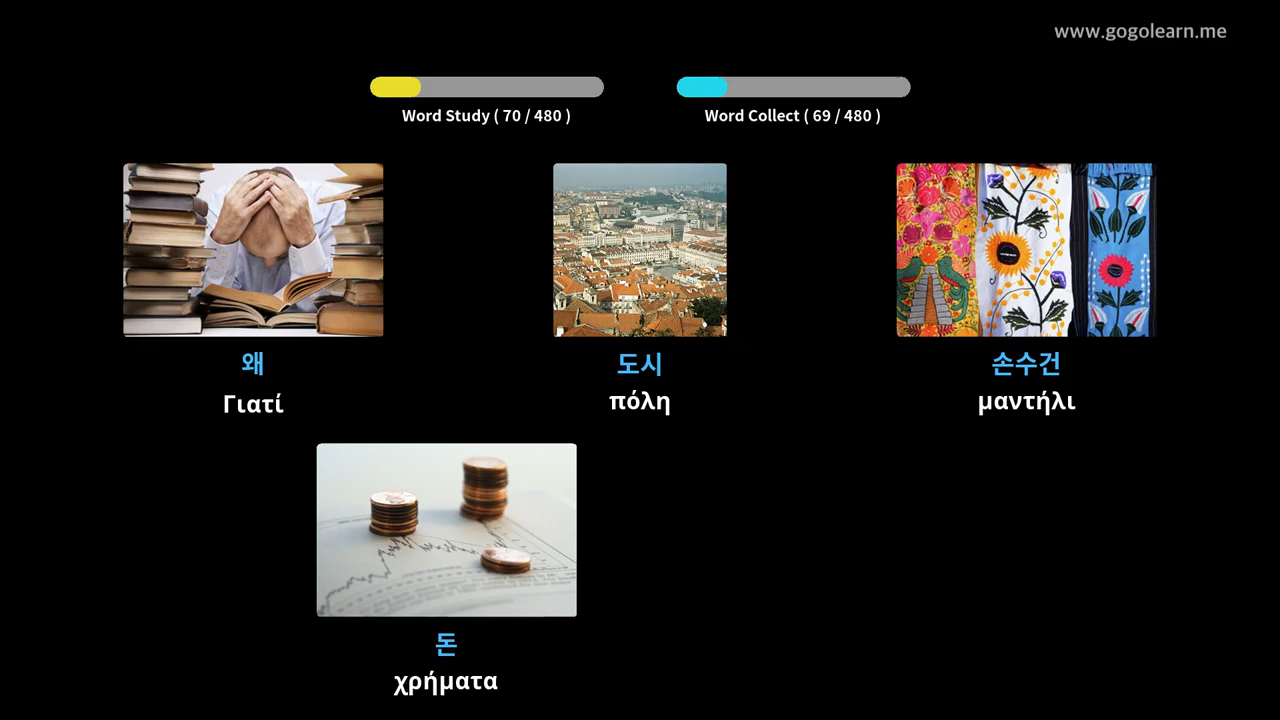 www.gogolearn.me
Word Study ( 70 / 480 )
Word Collect ( 69 / 480 )
왜
Γιατί
도시
πόλη
손수건
μαντήλι
돈
χρήματα